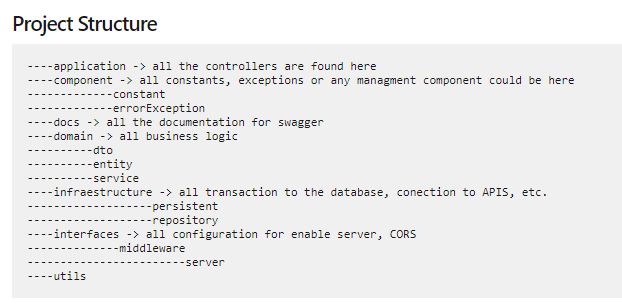 Project Structure
----application -> all the controllers are found here
----component -> all constants, exceptions or any managment component could be here
-------------constant
-------------errorException
----docs -> all the documentation for swagger
----domain -> all business logic
----------dto
----------entity
----------service
----infraestructure -> all transaction to the database, conection to APIS, etc.
-------------------persistent
-------------------repository
----interfaces -> all configuration for enable server, CORS
--------------middleware
------------------------server
----utils